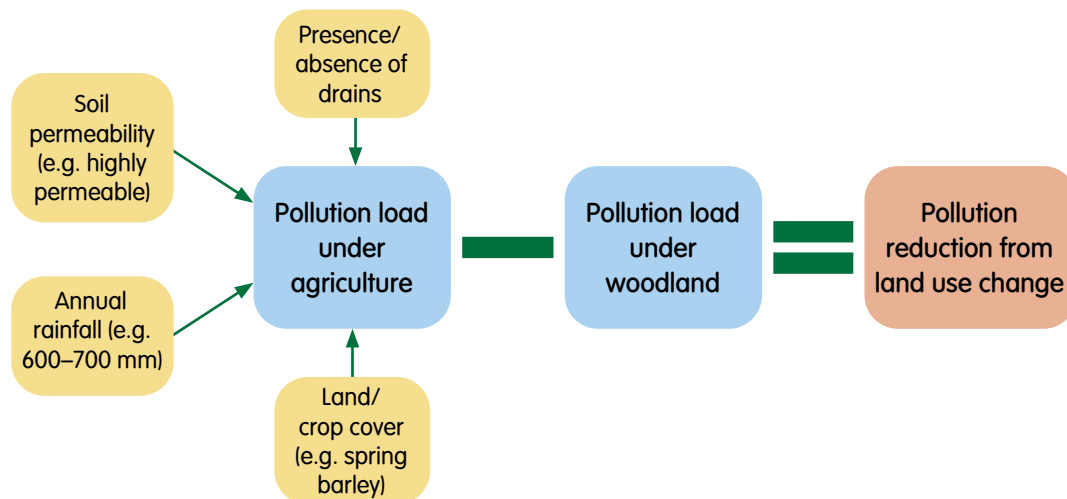 Presence/
absence of
drains
Soil
permeability
(e.g. highly
permeable)
Pollution load
under
agriculture
Pollution load
under
woodland
Pollution
reduction from
land use change
Annual
rainfall (e.g.
600–700 mm)
Land/
crop cover
(e.g. spring
barley)